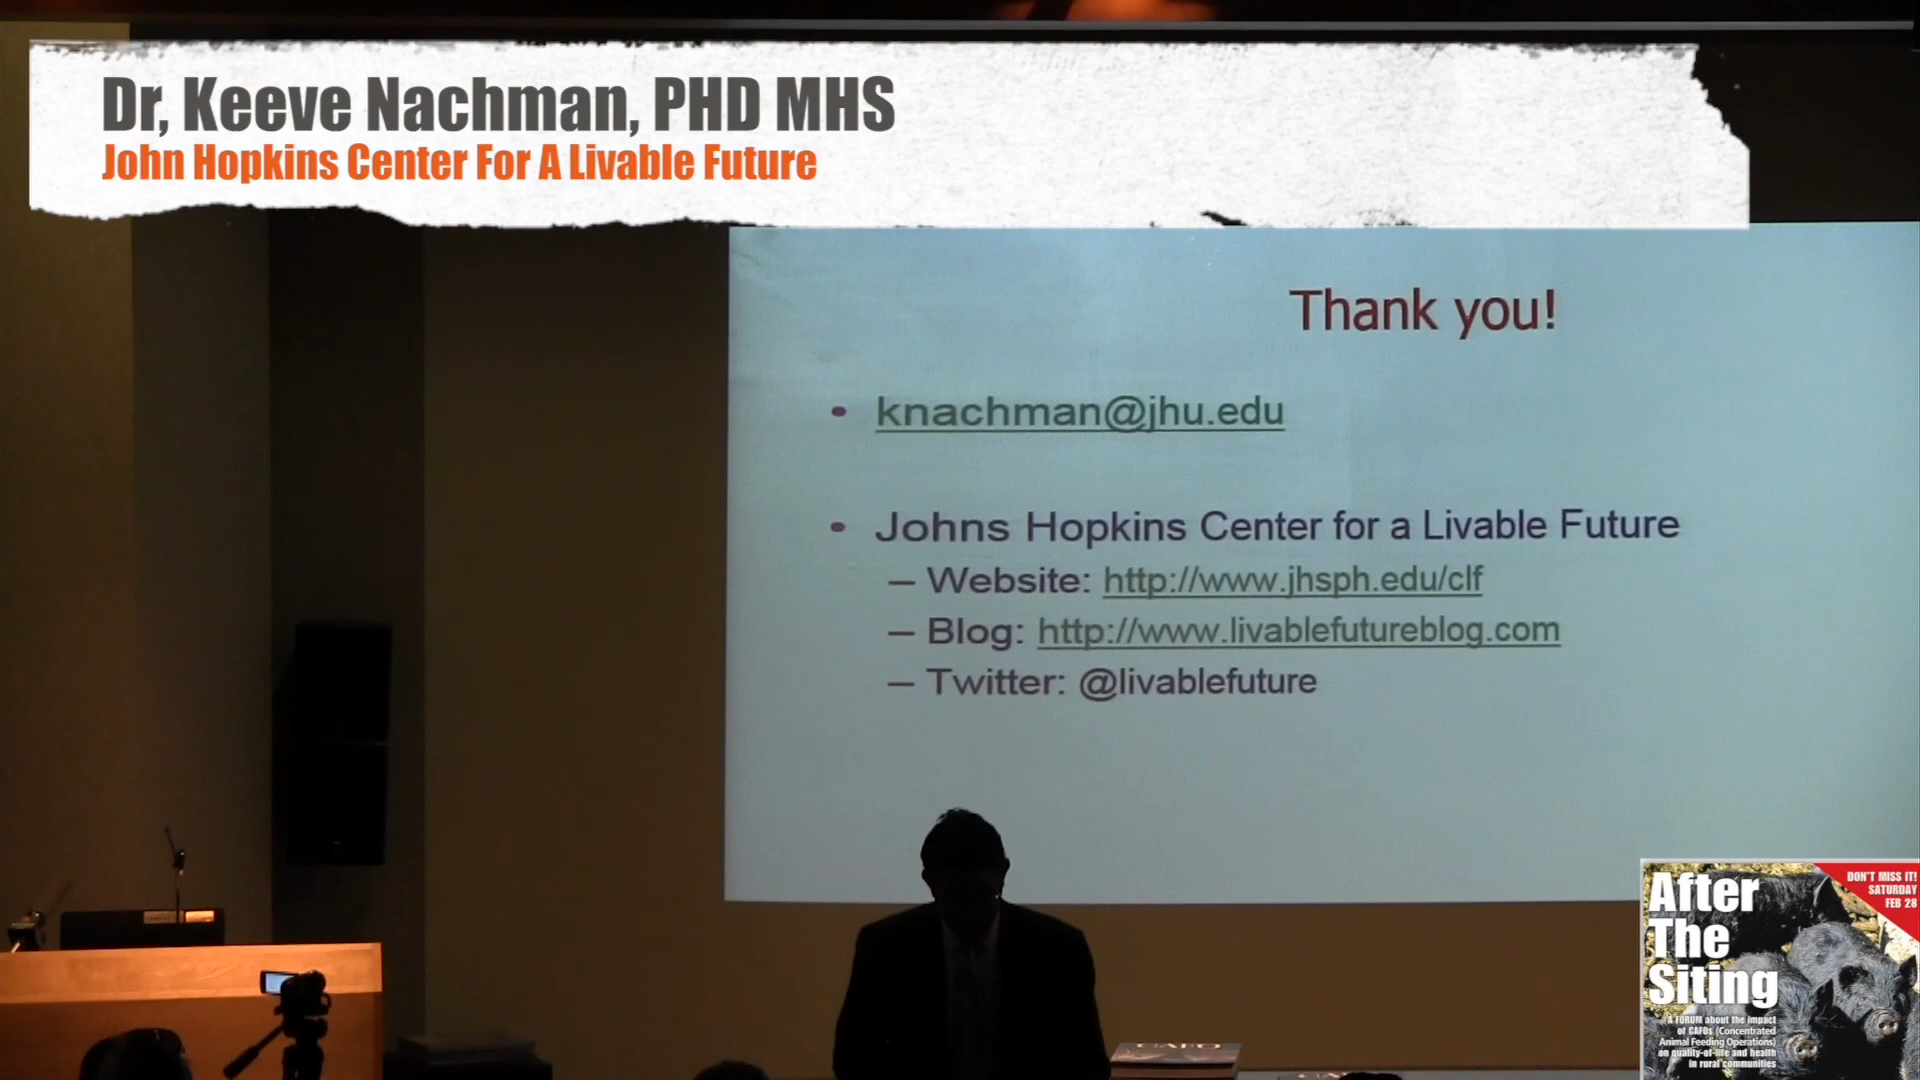 Dr, Keeve Nachman, PHD MHS
John Hopkins Center For A Livable Future
Thank you!
• knachman@jhu.edu
• Johns Hopkins Center for a Livable Future
– Website: http://www.jhsph.edu/clf
– Blog: http://www.livablefutureblog.com
– Twitter: @livablefuture
CAFO
DON'T MISS IT!
SATURDAY
FEB 28
After
The
Siting
A FORUM about the impact
of CAFOs (Concentrated
Animal Feeding Operations)
on quality-of-life and health
in rural communities